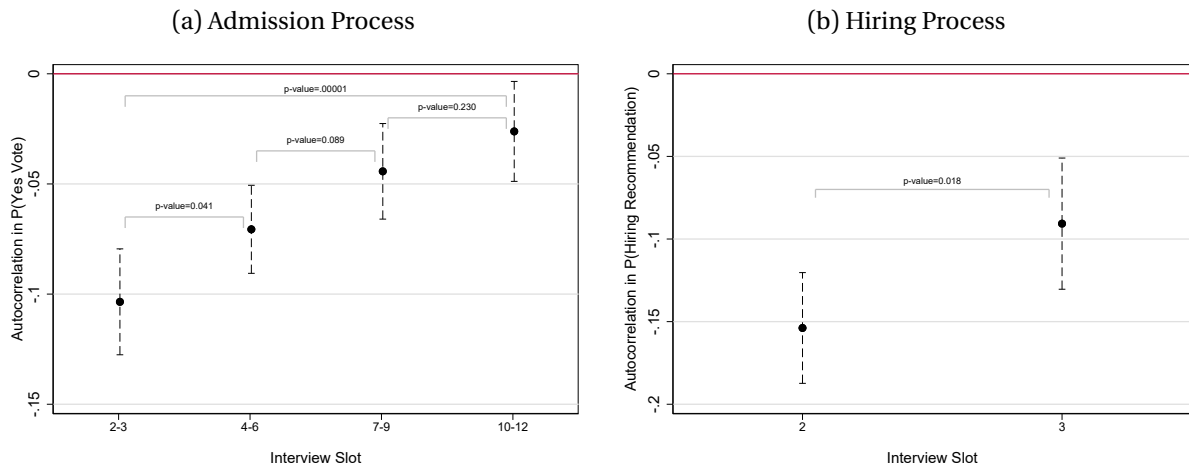 (a) Admission Process
Autocorrelation in P(Yes Vote)
0
-.05
-.1
-.15
p-value=.00001
p-value=0.230
p-value=0.089
p-value=0.041
2-3
4-6
7-9
10-12
Interview Slot
(b) Hiring Process
Autocorrelation in P(Hiring Recommendation)
0
-.05
-.1
-.15
-.2
p-value=0.018
2
3
Interview Slot